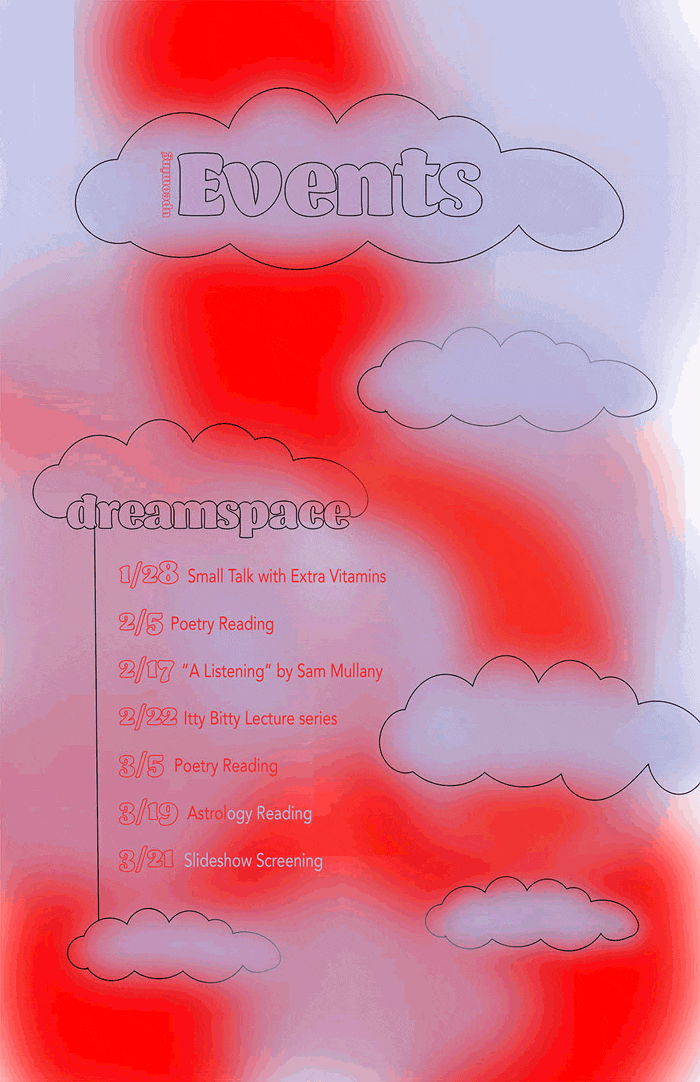 upcoming
Events
dreamspace
1/28 Small Talk with Extra Vitamins
2/5 Poetry Reading
2/17 “A Listening” by Sam Mullany
2/22 Itty Bitty Lecture series
3/5 Poetry Reading
3/19 Astrology Reading
3/21 Slideshow Screening